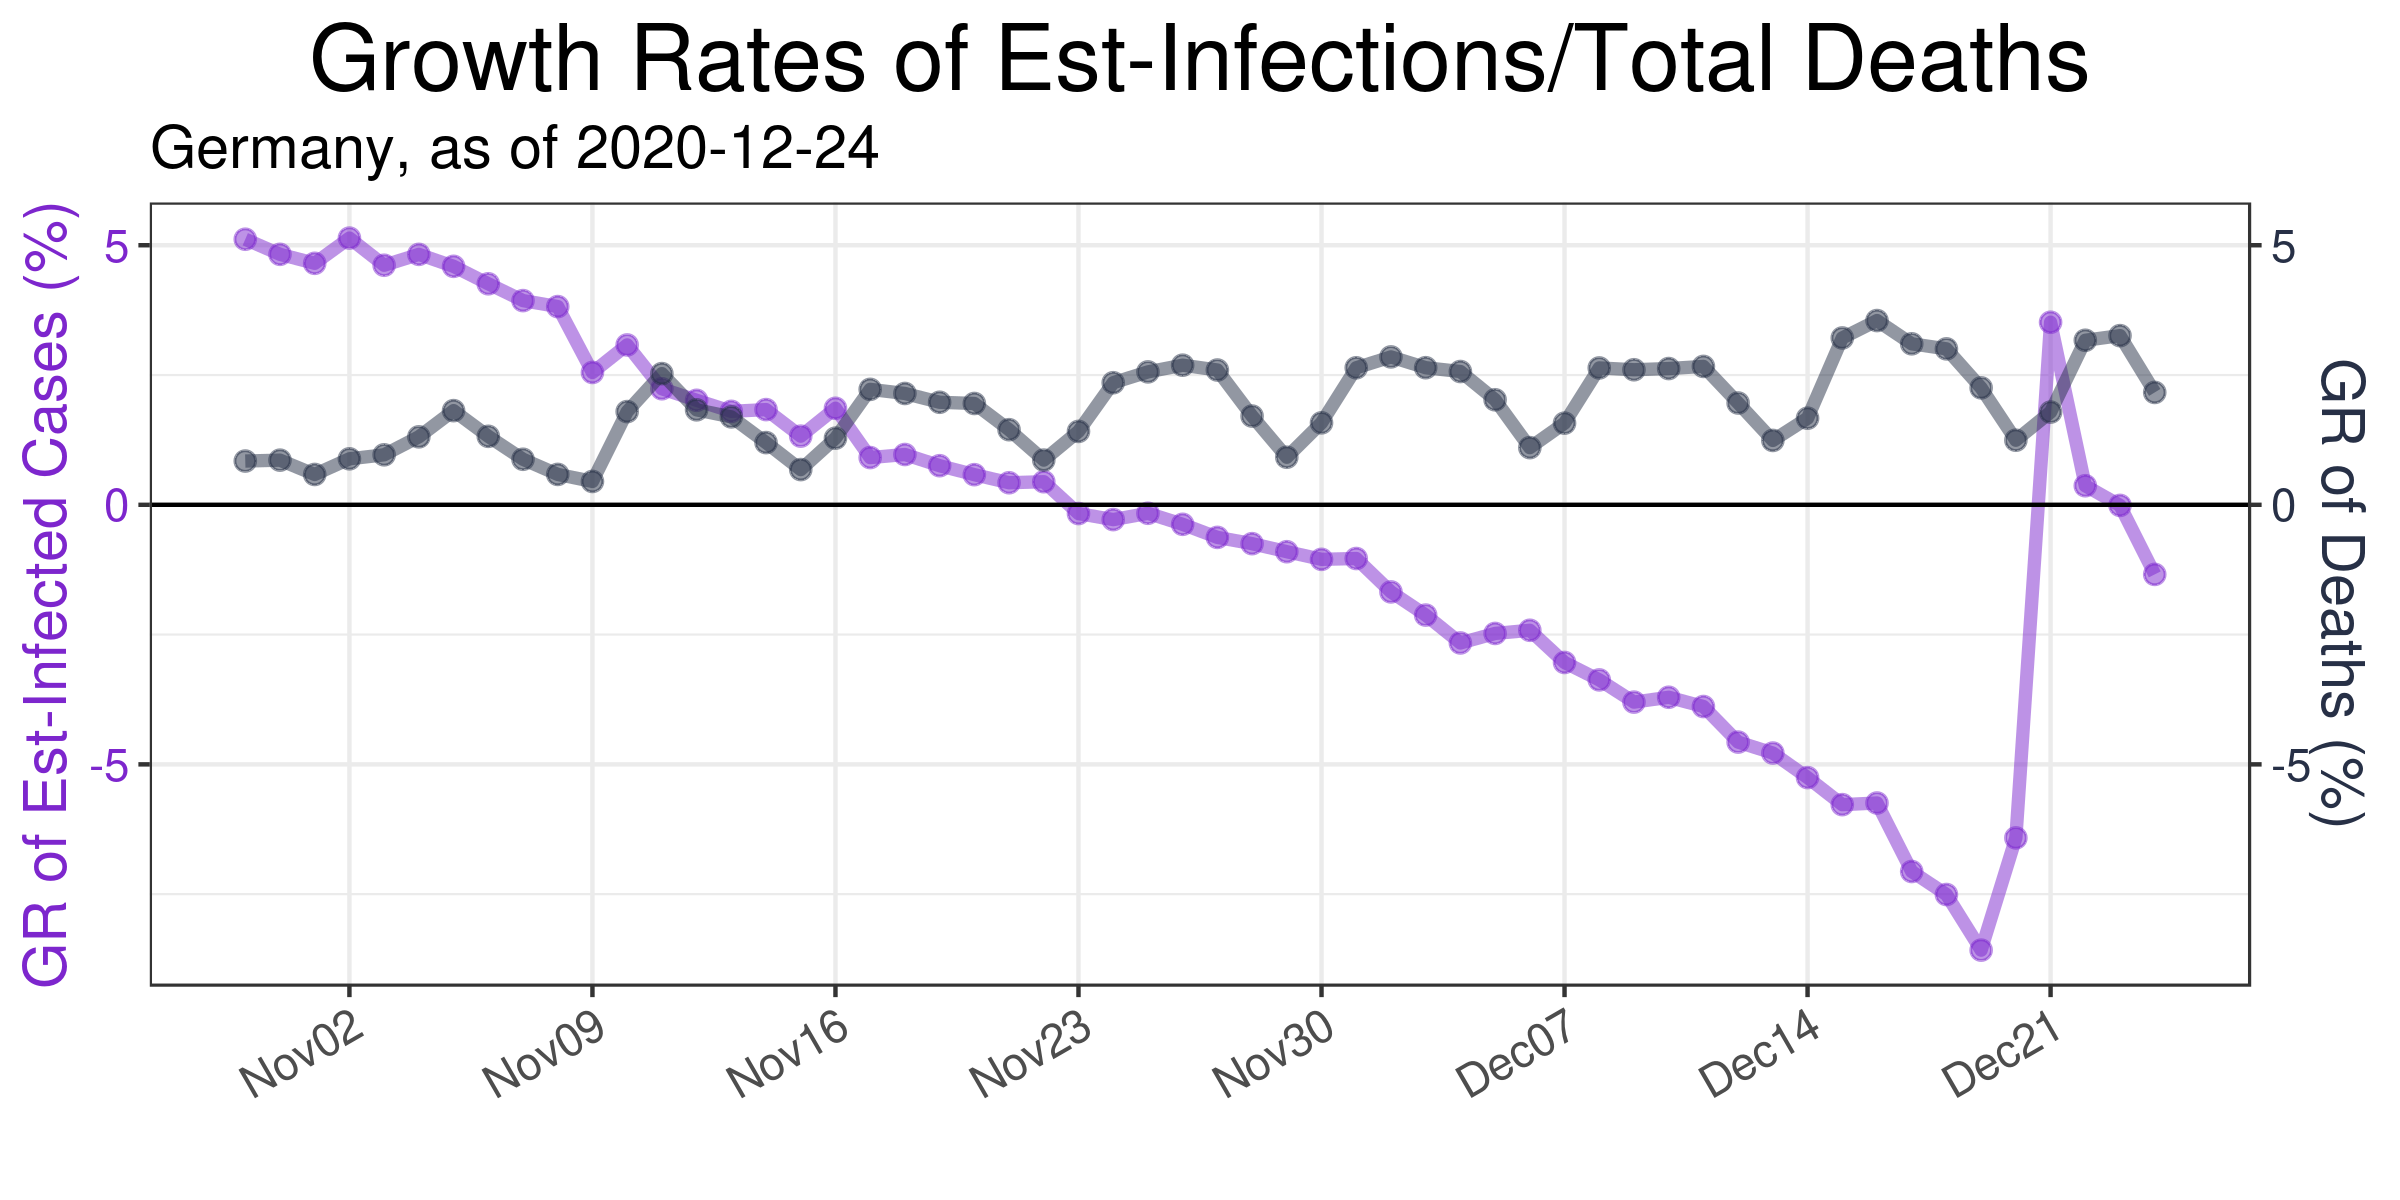 Growth Rates of Est-Infections/Total Deaths
Germany, as of 2020-12-24
GR of Est-Infected Cases (%)
5
0
-5
5
0
-5
GR of Deaths (%)
Nov02
Nov09
Nov16
Nov23
Nov30
Dec07
Dec14
Dec21